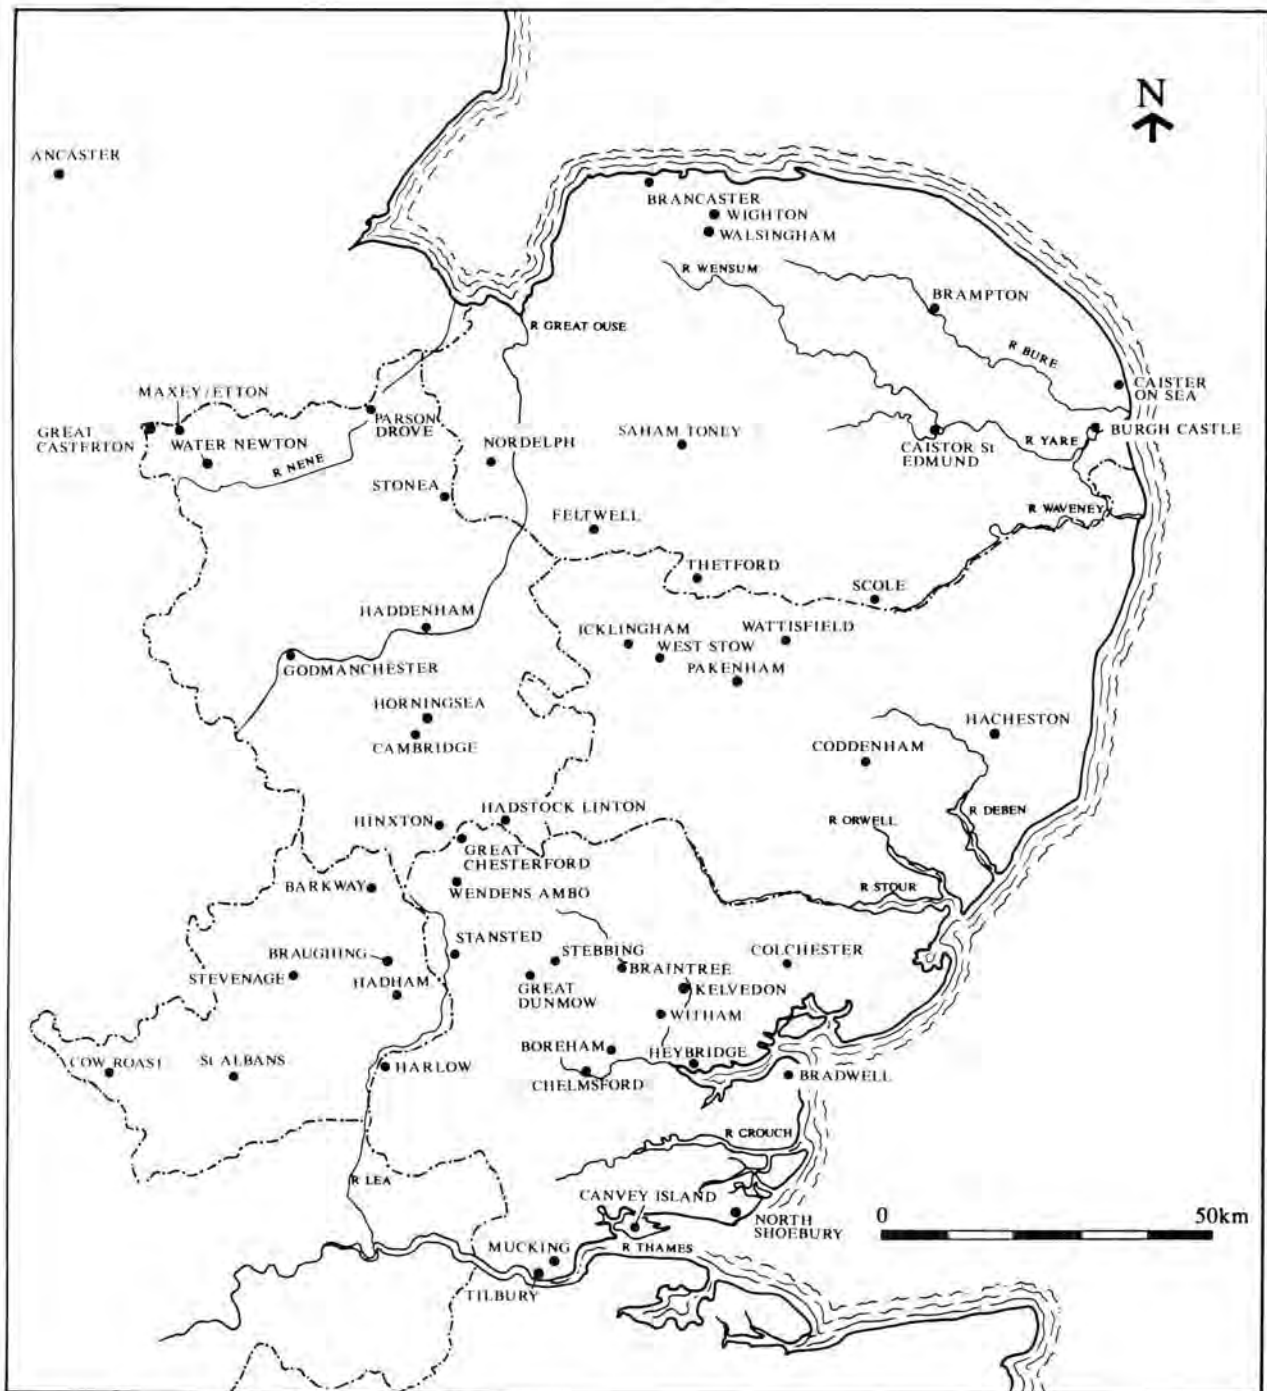 N
ANCASTER
BRANCASTER
WIGHTON
WALSINGHAM
R WENSUM
BRAMPTON
R GREAT OUSE
R BURE
MAXEY/ETTON
CAISTER
ON SEA
GREAT
CASTERTON
WATER NEWTON
PARSON
DROVE
NORDELPH
SAHAM TONEY
CAISTOR St
EDMUND
R YARE
BURGH CASTLE
R NENE
STONEA
FELTWELL
R WAVENEY
THETFORD
SCOLE
HADDENHAM
ICKLINGHAM
WATTISFIELD
WEST STOW
PAKENHAM
GODMANCHESTER
HORNINGSEA
CAMBRIDGE
HACHESTON
CODDENHAM
HADSTOCK LINTON
HINXTON
R ORWELL
R DEBEN
GREAT
CHESTERFORD
BARKWAY
WENDENS AMBO
R STOUR
STANSTED
BRAUGHING
STEBBING
COLCHESTER
STEVENAGE
HADHAM
GREAT
DUNMOW
BRAINTREE
KELVEDON
WITHAM
BOREHAM
HEYBRIDGE
COW ROAST
St ALBANS
HARLOW
CHELMSFORD
BRADWELL
R CROUCH
R LEA
CANVEY ISLAND
NORTH
SHOEBURY
0 50km
MUCKING
R THAMES
TILBURY